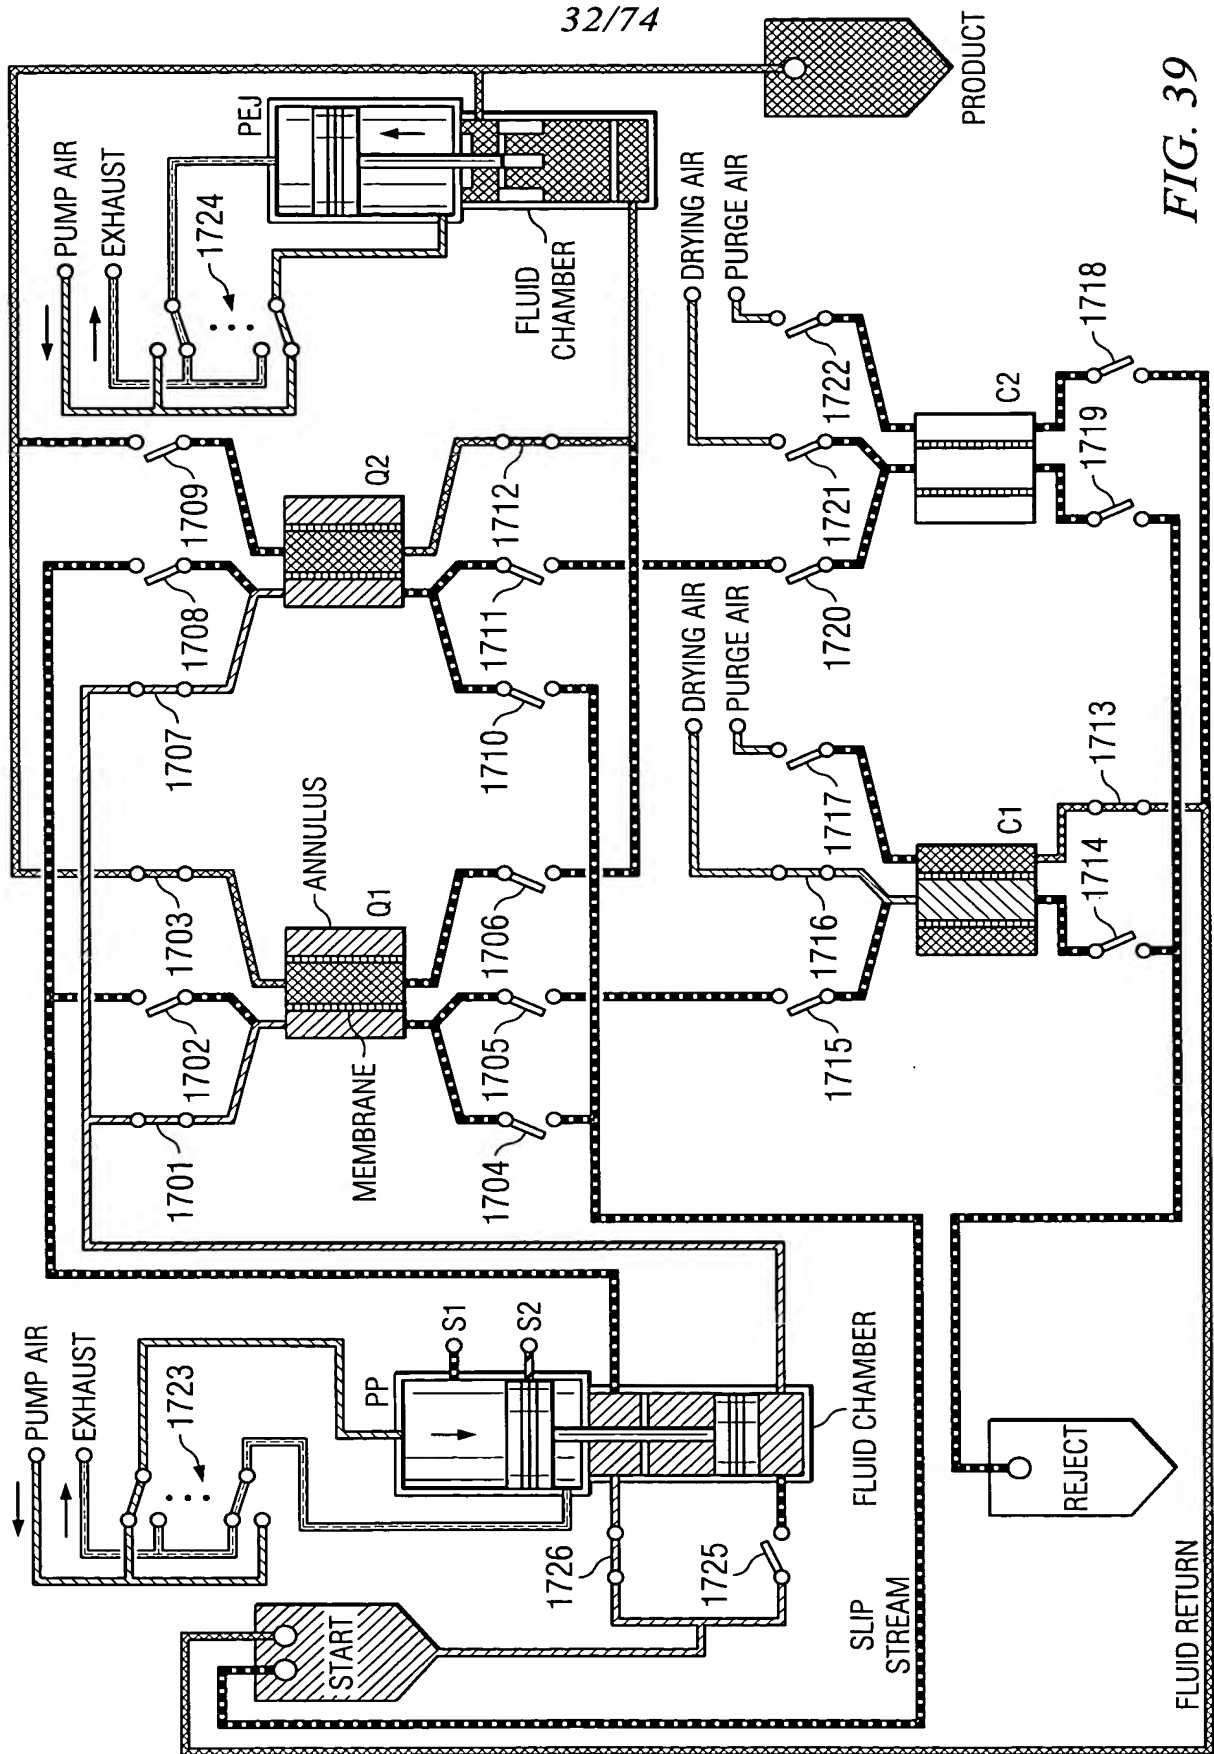 32/74
PUMP AIR
EXHAUST
1723
START
PP
S1
S2
1726
1725
FLUID CHAMBER
SLIP
STREAM
FLUID RETURN
REJECT
1701
1702
1703
ANNULUS
MEMBRANE
Q1
1704
1705
1706
1707
1708
1709
Q2
1710
1711
1712
PUMP AIR
EXHAUST
1724
PEJ
FLUID
CHAMBER
PRODUCT
DRYING AIR
PURGE AIR
1715
1716
1717
C1
1714
1713
DRYING AIR
PURGE AIR
1720
1721
1722
C2
1719
1718
FIG. 39